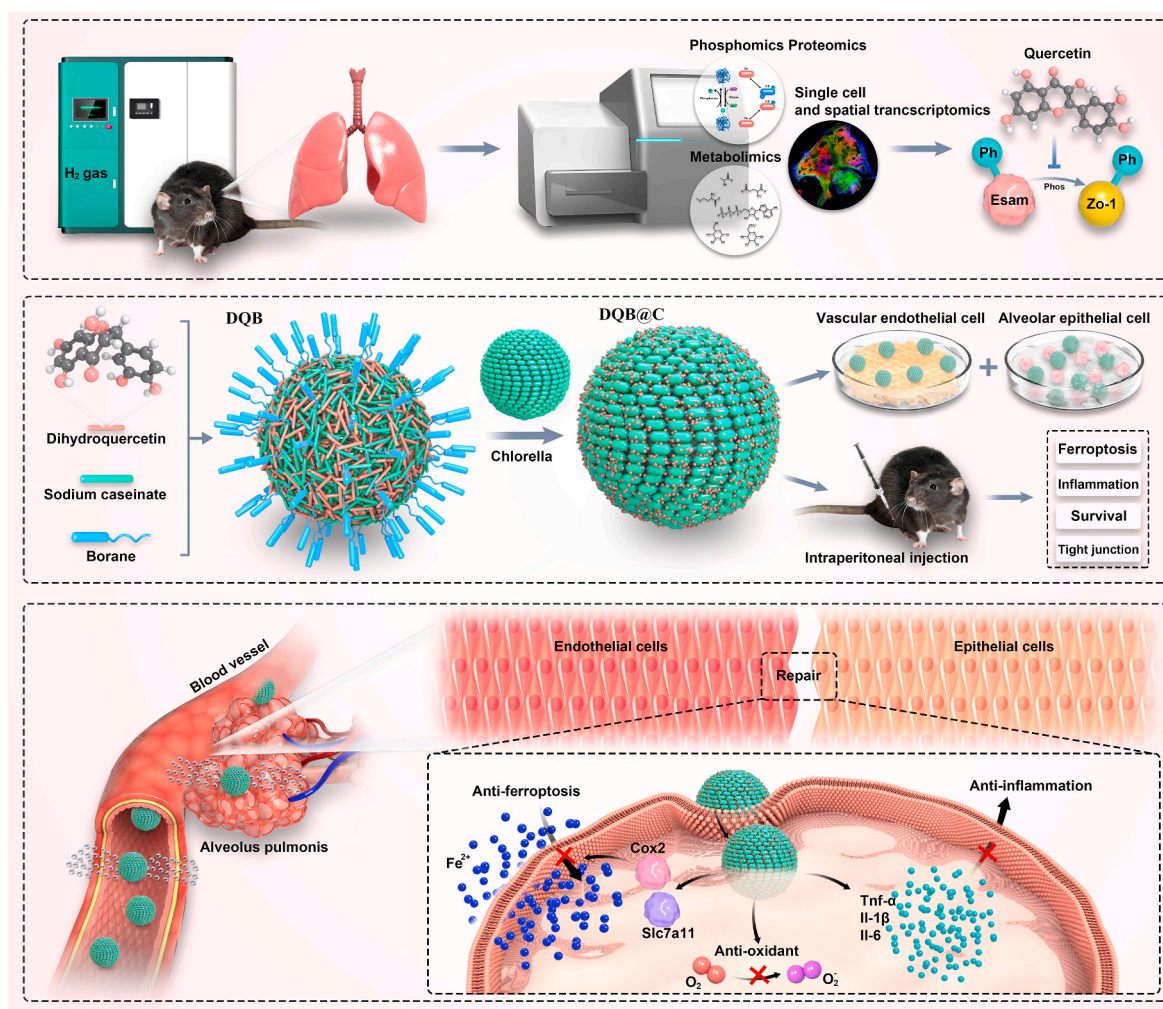 Phosphomics Proteomics
Quercetin
Single cell
and spatial transcscriptomics
H₂ gas
Metabolimics
Ph
Ph
Phos
Esam
Zo-1
DQB
DQB@C
Vascular endothelial cell
Alveolar epithelial cell
+
Dihydroquercetin
Chlorella
Sodium caseinate
Borane
Ferroptosis
Inflammation
Survival
Tight junction
Intraperitoneal injection
Blood vessel
Endothelial cells
Epithelial cells
Repair
Alveolus pulmonis
Anti-ferroptosis
Anti-inflammation
Fe²⁺
Cox2
Slc7a11
Tnf-α
Il-1β
Il-6
Anti-oxidant
O₂
O₂⁻